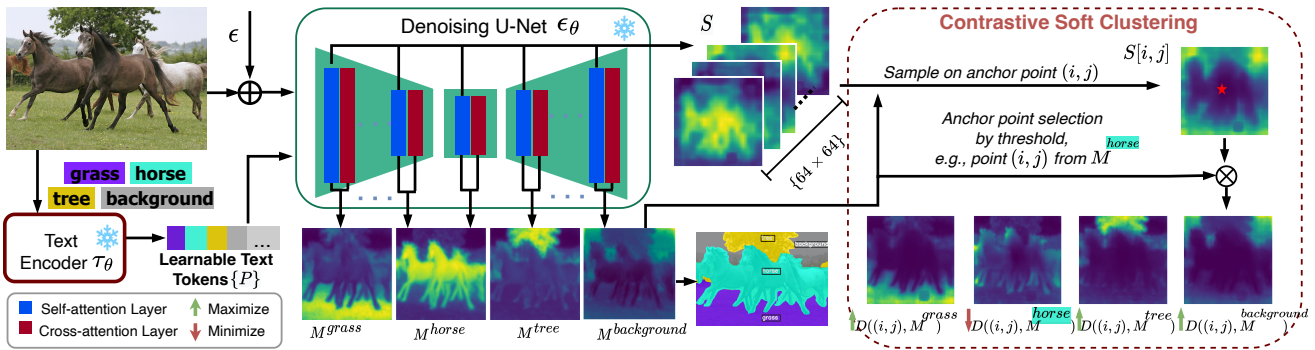 ϵ
Denoising U-Net ϵθ
S
Contrastive Soft Clustering
S[i, j]
Sample on anchor point (i, j)
Anchor point selection
by threshold,
e.g., point (i, j) from M^horse
{64 × 64}
grass horse
tree background
Text
Encoder τθ
...
Learnable Text
Tokens {P}
Self-attention Layer
Maximize
Cross-attention Layer
Minimize
M^grass
M^horse
M^tree
M^background
background
horse
grass
D((i, j), M^grass)
D((i, j), M^horse)
D((i, j), M^tree)
D((i, j), M^background)